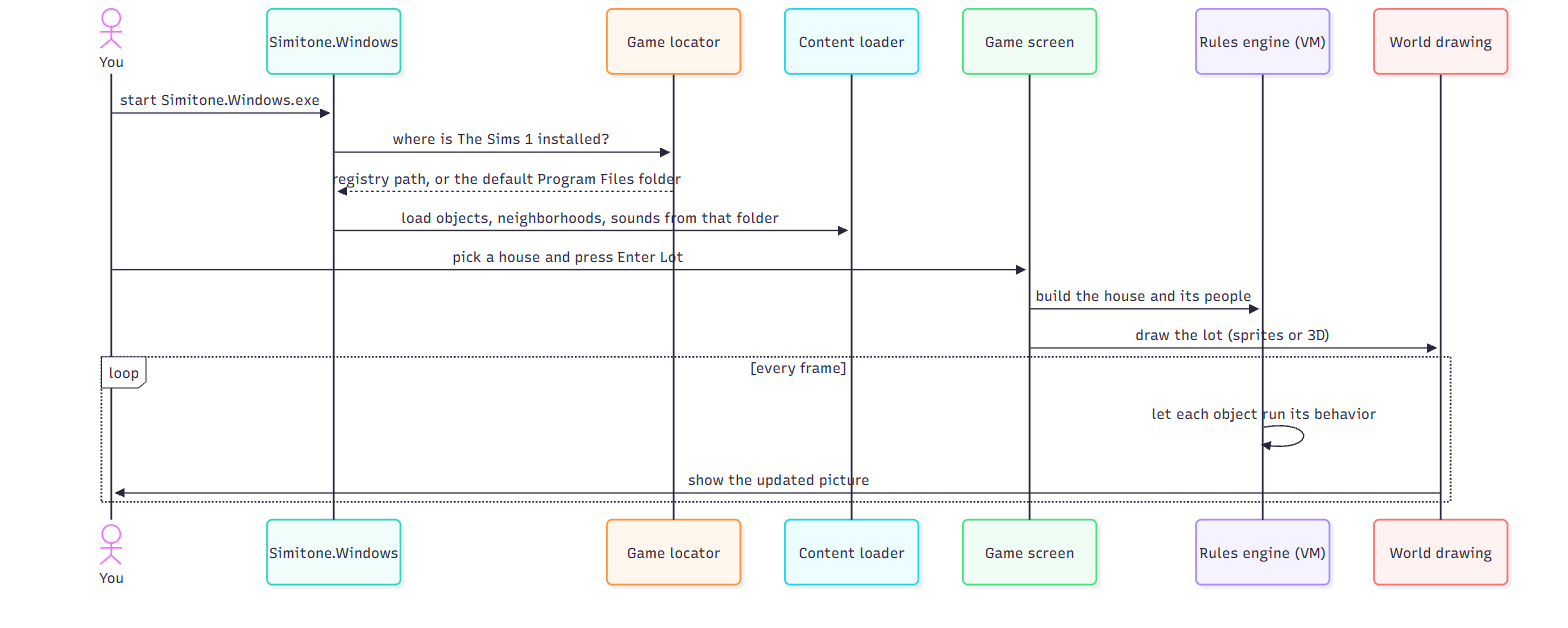 You
Simitone.Windows
Game locator
Content loader
Game screen
Rules engine (VM)
World drawing
start Simitone.Windows.exe
where is The Sims 1 installed?
registry path, or the default Program Files folder
load objects, neighborhoods, sounds from that folder
pick a house and press Enter Lot
build the house and its people
draw the lot (sprites or 3D)
loop
[every frame]
let each object run its behavior
show the updated picture
You
Simitone.Windows
Game locator
Content loader
Game screen
Rules engine (VM)
World drawing